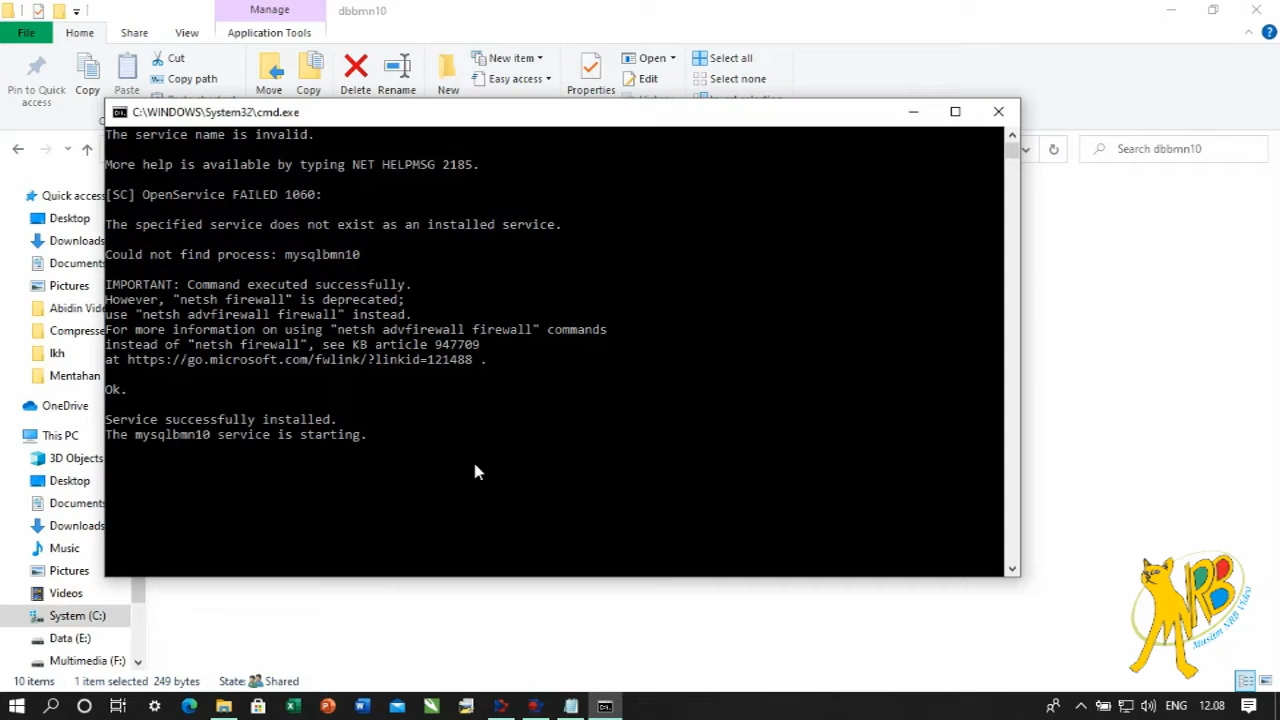 Manage
dbbmn10
File
Home
Share
View
Application Tools
Pin to Quick access
Copy
Paste
Cut
Copy path
Move
Copy
Delete
Rename
New
New item
Easy access
Properties
Open
Edit
Select all
Select none
C:\WINDOWS\System32\cmd.exe
Search dbbmn10
The service name is invalid.
More help is available by typing NET HELPMSG 2185.
[SC] OpenService FAILED 1060:
The specified service does not exist as an installed service.
Could not find process: mysqlbmn10
IMPORTANT: Command executed successfully.
However, "netsh firewall" is deprecated;
use "netsh advfirewall firewall" instead.
For more information on using "netsh advfirewall firewall" commands
instead of "netsh firewall", see KB article 947709
at https://go.microsoft.com/fwlink/?linkid=121488 .
Ok.
Service successfully installed.
The mysqlbmn10 service is starting.
Quick access
Desktop
Downloads
Documents
Pictures
Abidin Vide
Compresse
Ikh
Mentahan
OneDrive
This PC
3D Objects
Desktop
Documents
Downloads
Music
Pictures
Videos
System (C:)
Data (E:)
Multimedia (F:)
NRB
Muslam NRB Video
10 items
1 item selected 249 bytes
State:
Shared
ENG
12.08